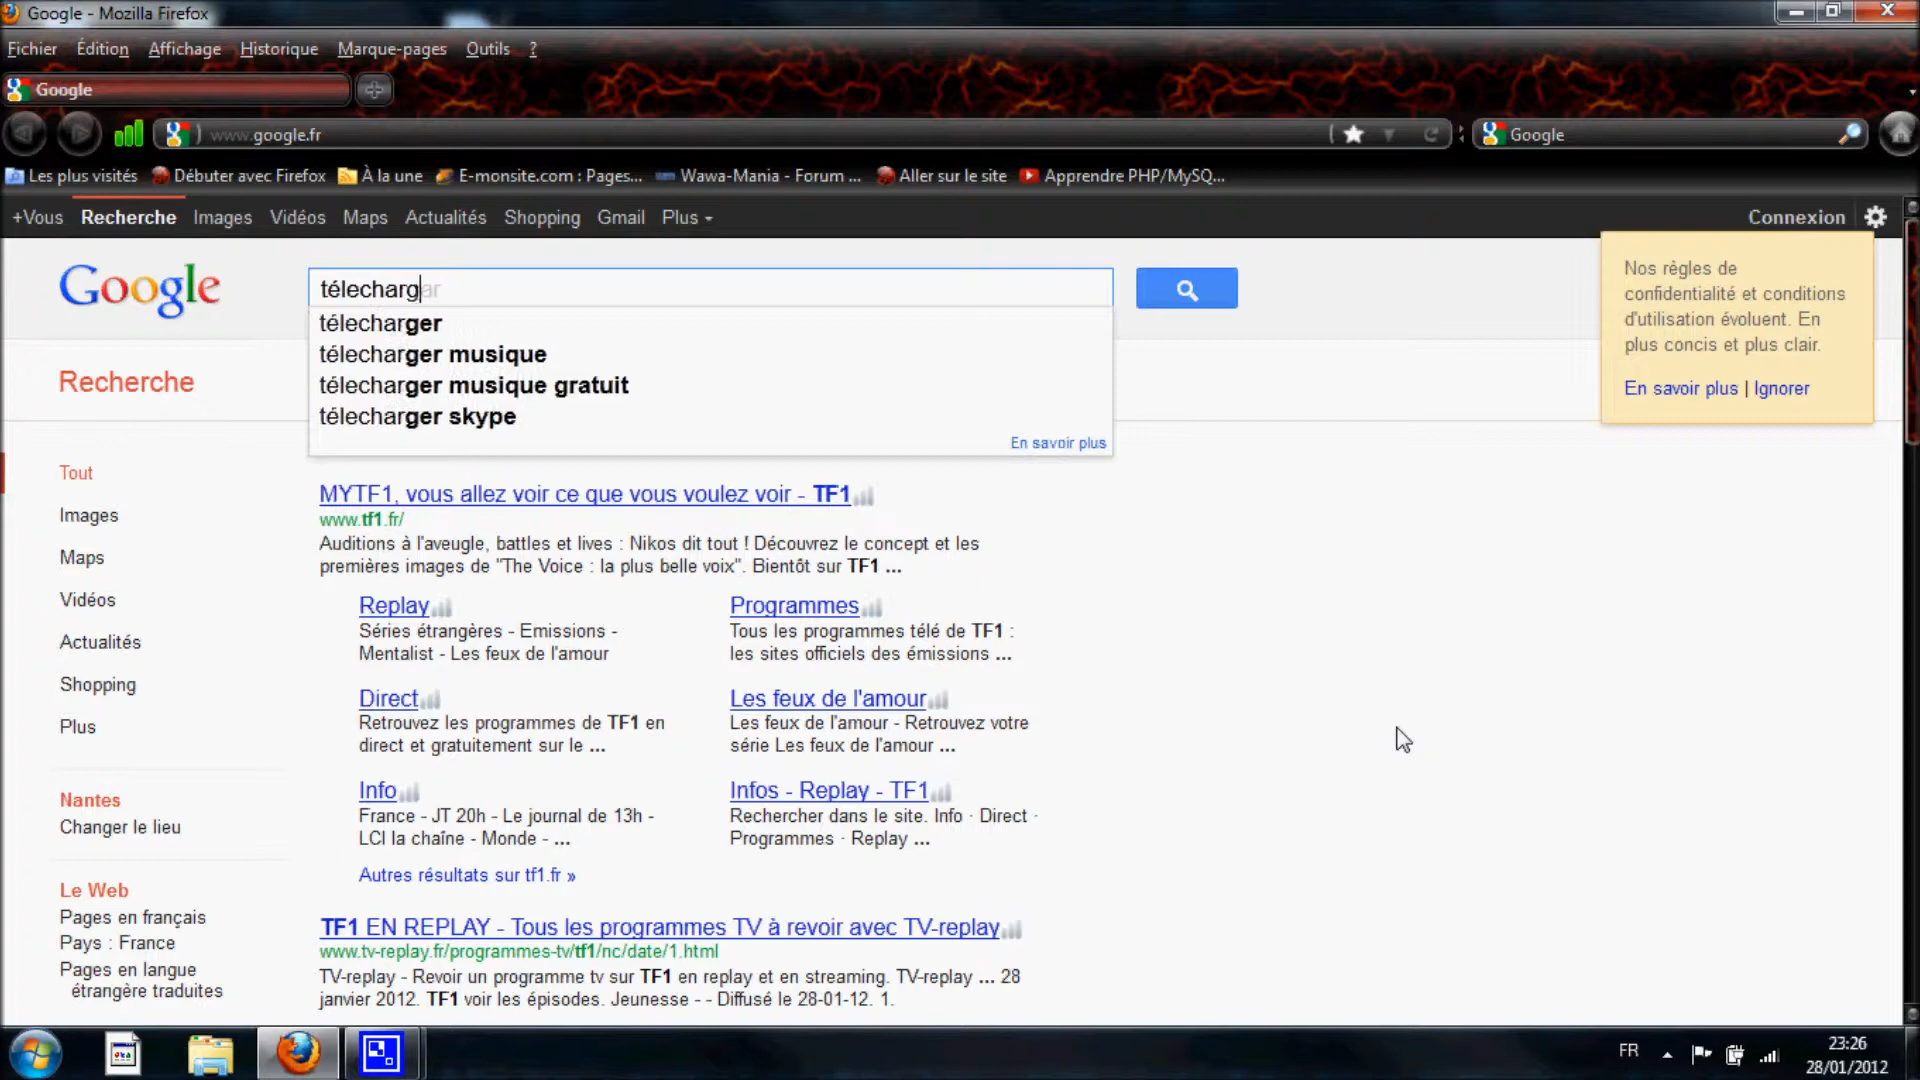 Google - Mozilla Firefox
Fichier Édition Affichage Historique Marque-pages Outils ?
Google
www.google.fr
Google
Les plus visités Débuter avec Firefox À la une E-monsite.com : Pages... Wawa-Mania - Forum ... Aller sur le site Apprendre PHP/MySQ...
+Vous Recherche Images Vidéos Maps Actualités Shopping Gmail Plus Connexion
Google
télecharg
télecharger
télecharger musique
télecharger musique gratuit
télecharger skype
En savoir plus
Nos règles de
confidentialité et conditions
d'utilisation évoluent. En
plus concis et plus clair.
En savoir plus | Ignorer
Recherche
Tout
Images
Maps
Vidéos
Actualités
Shopping
Plus
Nantes
Changer le lieu
Le Web
Pages en français
Pays : France
Pages en langue
étrangère traduites
MYTF1, vous allez voir ce que vous voulez voir - TF1
www.tf1.fr/
Auditions à l'aveugle, battles et lives : Nikos dit tout ! Découvrez le concept et les
premières images de "The Voice : la plus belle voix". Bientôt sur TF1 ...
Replay
Séries étrangères - Emissions -
Mentalist - Les feux de l'amour
Programmes
Tous les programmes télé de TF1 :
les sites officiels des émissions ...
Direct
Retrouvez les programmes de TF1 en
direct et gratuitement sur le ...
Les feux de l'amour
Les feux de l'amour - Retrouvez votre
série Les feux de l'amour ...
Info
France - JT 20h - Le journal de 13h -
LCI la chaîne - Monde - ...
Infos - Replay - TF1
Rechercher dans le site. Info · Direct ·
Programmes · Replay ...
Autres résultats sur tf1.fr »
TF1 EN REPLAY - Tous les programmes TV à revoir avec TV-replay
www.tv-replay.fr/programmes-tv/tf1/nc/date/1.html
TV-replay - Revoir un programme tv sur TF1 en replay et en streaming. TV-replay ... 28
janvier 2012. TF1 voir les épisodes. Jeunesse - - Diffusé le 28-01-12. 1.
FR
23:26
28/01/2012